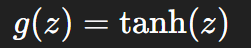 g(z) = tanh(z)